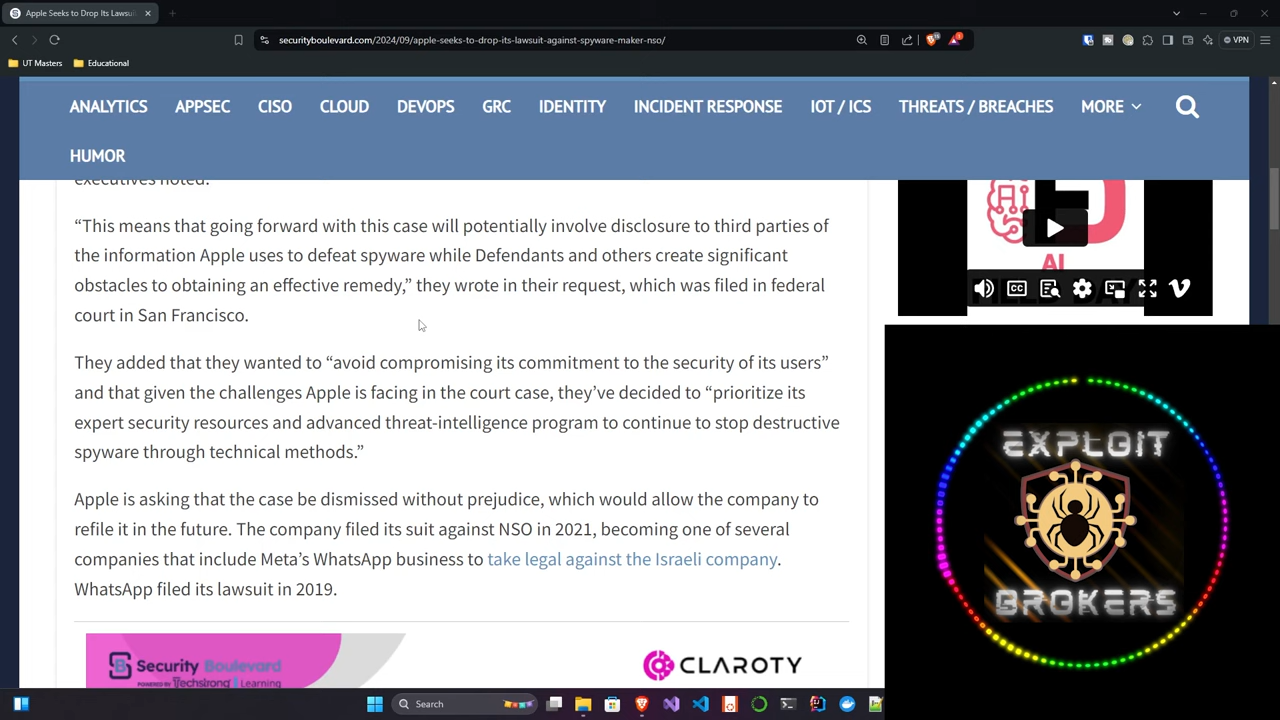 Apple Seeks to Drop Its Lawsui
securityboulevard.com/2024/09/apple-seeks-to-drop-its-lawsuit-against-spyware-maker-nso/
VPN
UT Masters
Educational
ANALYTICS
APPSEC
CISO
CLOUD
DEVOPS
GRC
IDENTITY
INCIDENT RESPONSE
IOT / ICS
THREATS / BREACHES
MORE
HUMOR
executives noted.
“This means that going forward with this case will potentially involve disclosure to third parties of
the information Apple uses to defeat spyware while Defendants and others create significant
obstacles to obtaining an effective remedy,” they wrote in their request, which was filed in federal
court in San Francisco.
They added that they wanted to “avoid compromising its commitment to the security of its users”
and that given the challenges Apple is facing in the court case, they’ve decided to “prioritize its
expert security resources and advanced threat-intelligence program to continue to stop destructive
spyware through technical methods.”
Apple is asking that the case be dismissed without prejudice, which would allow the company to
refile it in the future. The company filed its suit against NSO in 2021, becoming one of several
companies that include Meta’s WhatsApp business to take legal against the Israeli company.
WhatsApp filed its lawsuit in 2019.
Security Boulevard
POWERED BY Techstrong Learning
CLAROTY
AI
CC
EXPLOIT
BROKERS
Search